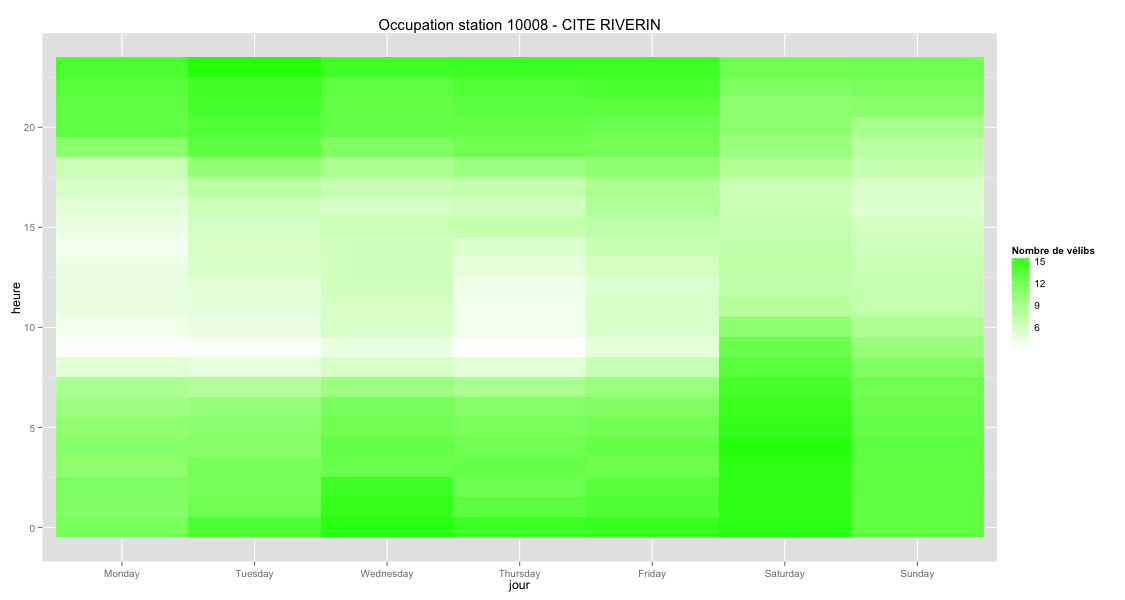 Occupation station 10008 - CITE RIVERIN
heure
20
15
10
5
0
Monday Tuesday Wednesday Thursday Friday Saturday Sunday
jour
Nombre de vélibs
15
12
9
6